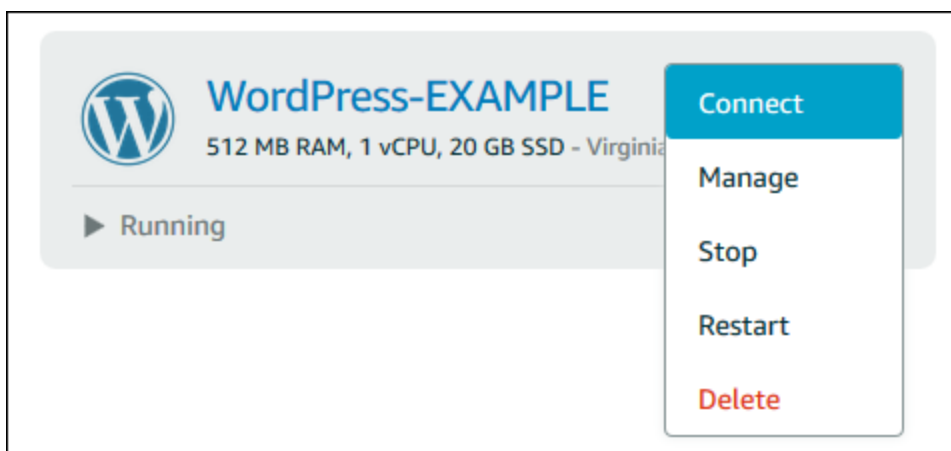 WordPress-EXAMPLE
512 MB RAM, 1 vCPU, 20 GB SSD - Virginia
Running
Connect
Manage
Stop
Restart
Delete